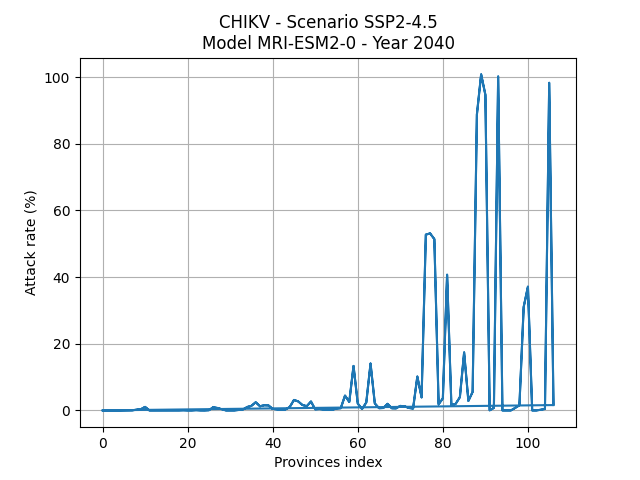 CHIKV - Scenario SSP2-4.5
Model MRI-ESM2-0 - Year 2040
100
80
60
40
20
0
Attack rate (%)
0 20 40 60 80 100
Provinces index